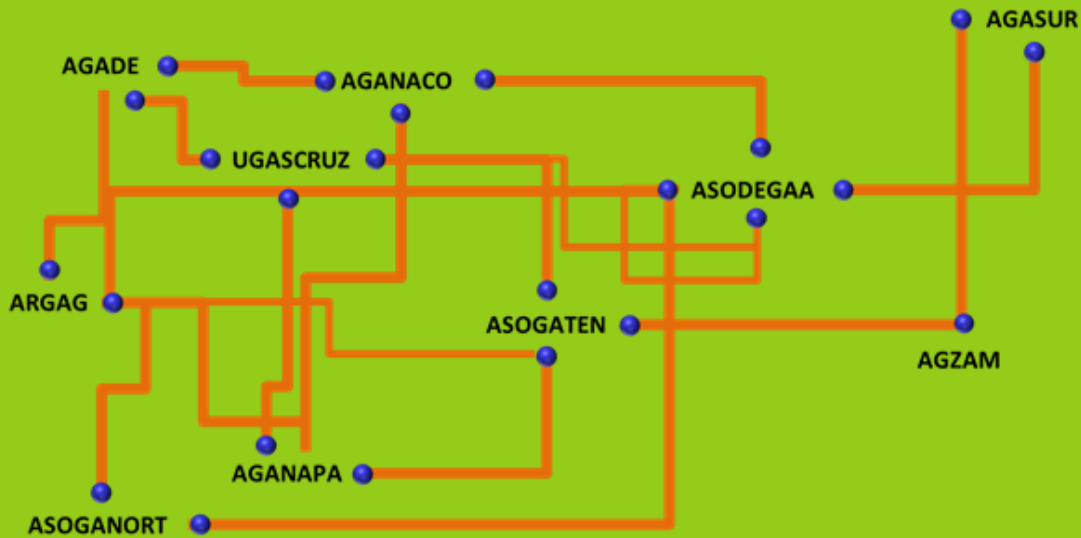 AGASUR
AGADE
AGANACO
UGASCRUZ
ASODEGAA
ARGAG
ASOGATEN
AGZAM
AGANAPA
ASOGANORT